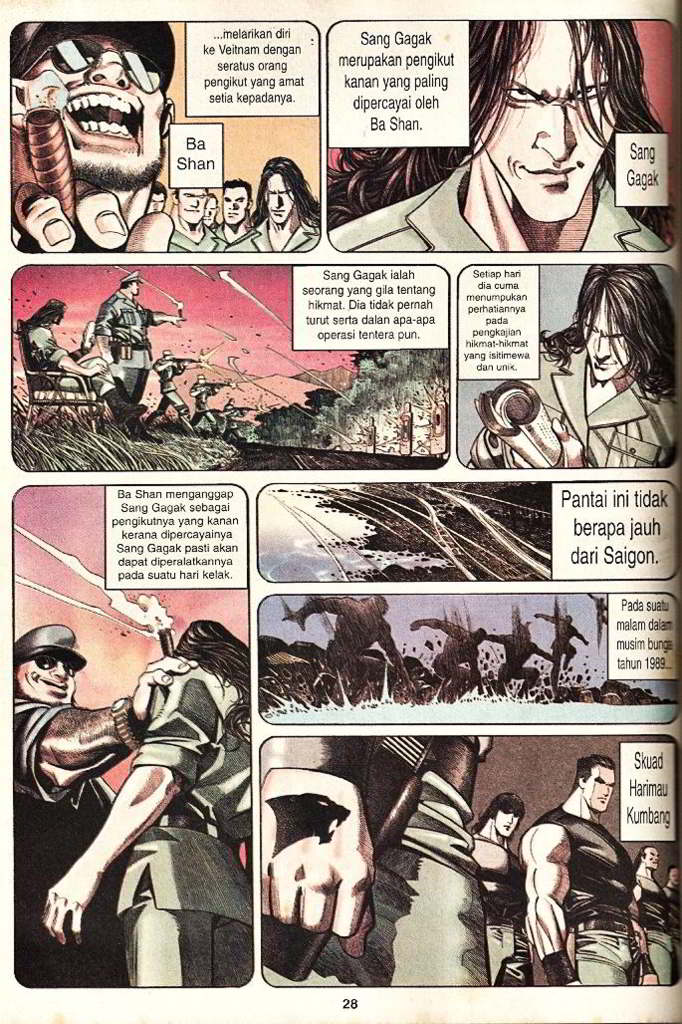 ...melarikan diri
ke Veitnam dengan
seratus orang
pengikut yang amat
setia kepadanya.
Ba
Shan
Sang Gagak
merupakan pengikut
kanan yang paling
dipercayai oleh
Ba Shan.
Sang
Gagak
Sang Gagak ialah
seorang yang gila tentang
hikmat. Dia tidak pernah
turut serta dalan apa-apa
operasi tentera pun.
Setiap hari
dia cuma
menumpukan
perhatiannya
pada
pengkajian
hikmat-hikmat
yang isitimewa
dan unik.
Ba Shan menganggap
Sang Gagak sebagai
pengikutnya yang kanan
kerana dipercayainya
Sang Gagak pasti akan
dapat diperalatkannya
pada suatu hari kelak.
Pantai ini tidak
berapa jauh
dari Saigon.
Pada suatu
malam dalam
musim bunga
tahun 1989...
Skuad
Harimau
Kumbang
28